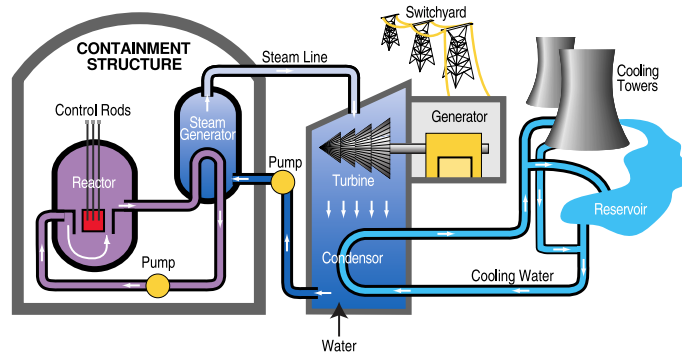 Switchyard
CONTAINMENT
STRUCTURE
Steam Line
Cooling
Towers
Control Rods
Steam
Generator
Generator
Pump
Reactor
Turbine
Reservoir
Pump
Condensor
Cooling Water
Water